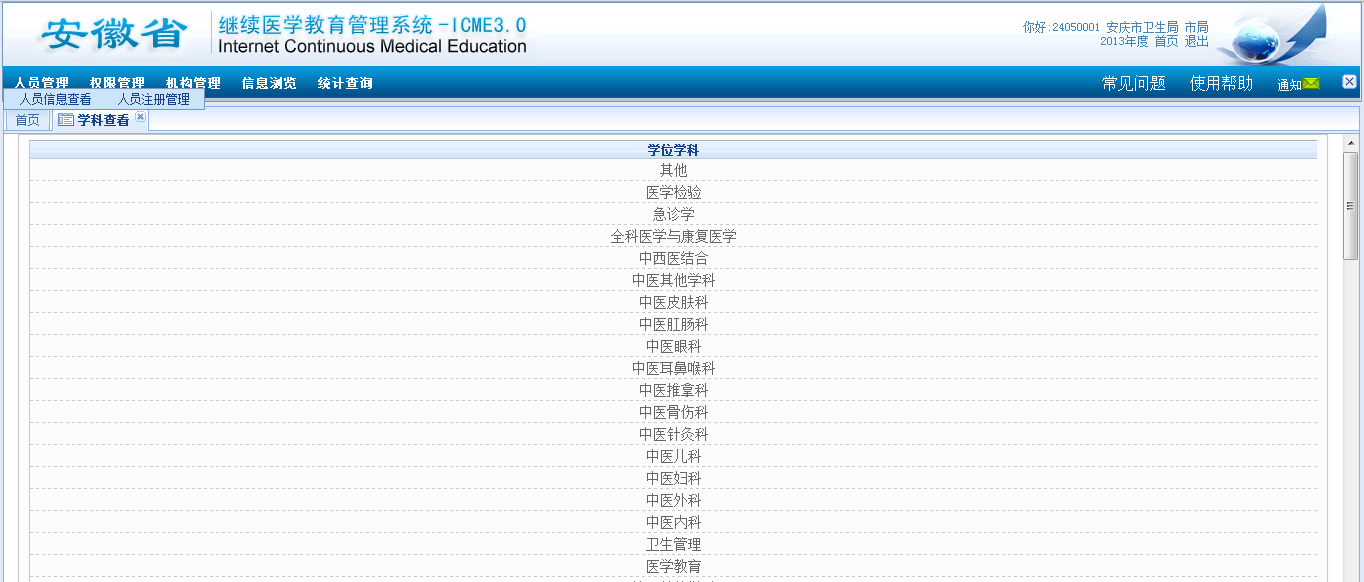 安徽省
继续医学教育管理系统-ICME3.0
Internet Continuous Medical Education
你好:24050001 安庆市卫生局 市局
2013年度 首页 退出
人员管理 权限管理 机构管理 信息浏览 统计查询
常见问题 使用帮助 通知
人员信息查看 人员注册管理
首页 学科查看
学位学科
其他
医学检验
急诊学
全科医学与康复医学
中西医结合
中医其他学科
中医皮肤科
中医肛肠科
中医眼科
中医耳鼻喉科
中医推拿科
中医骨伤科
中医针灸科
中医儿科
中医妇科
中医外科
中医内科
卫生管理
医学教育